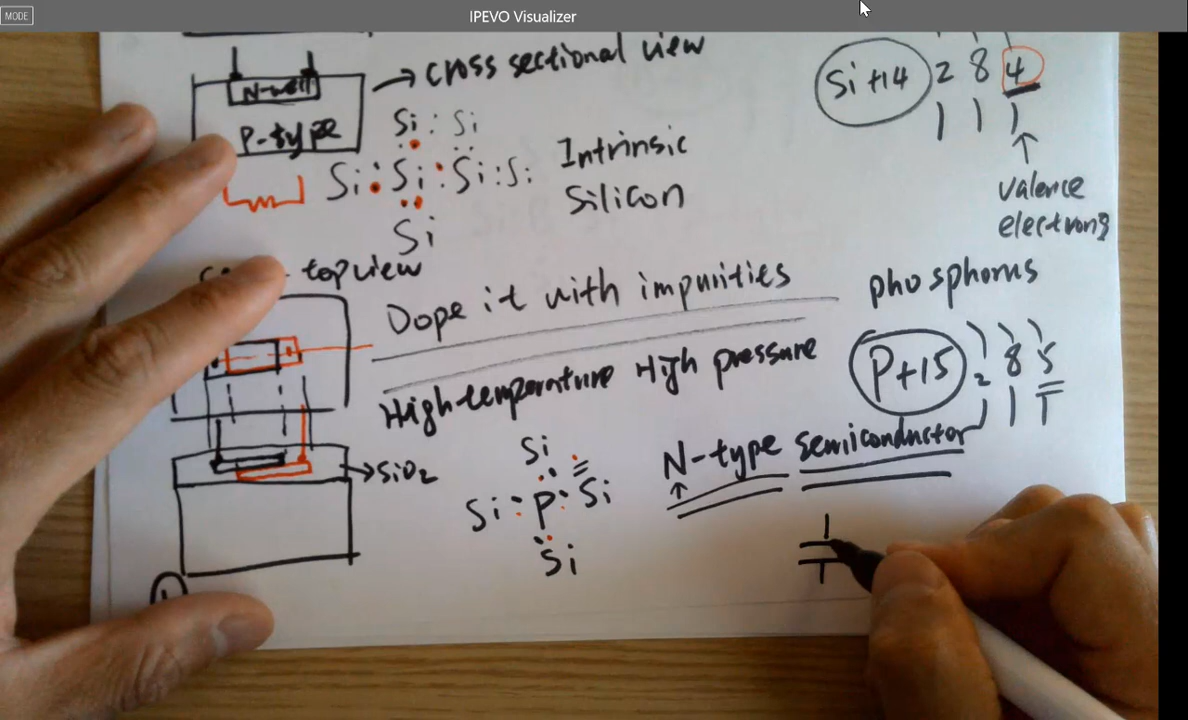 MODE
IPEVO Visualizer
N-well
→ cross sectional view
P-type
Si : Si
Si Si : Si : Si
Si
Intrinsic
Silicon
Si +14 2 8 4
valence
electrons
top view
Dope it with impurities
High-temperature High pressure
phosphorus
P+15 2 8 5
N-type semiconductor
→ SiO2
Si
Si : P : Si
Si
1